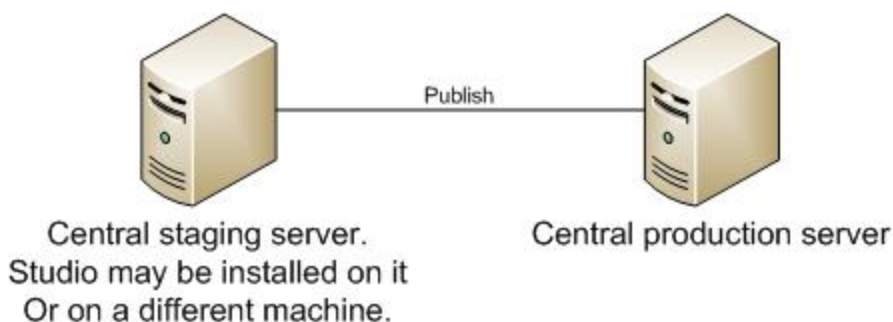 Publish
Central staging server.
Studio may be installed on it
Or on a different machine.
Central production server